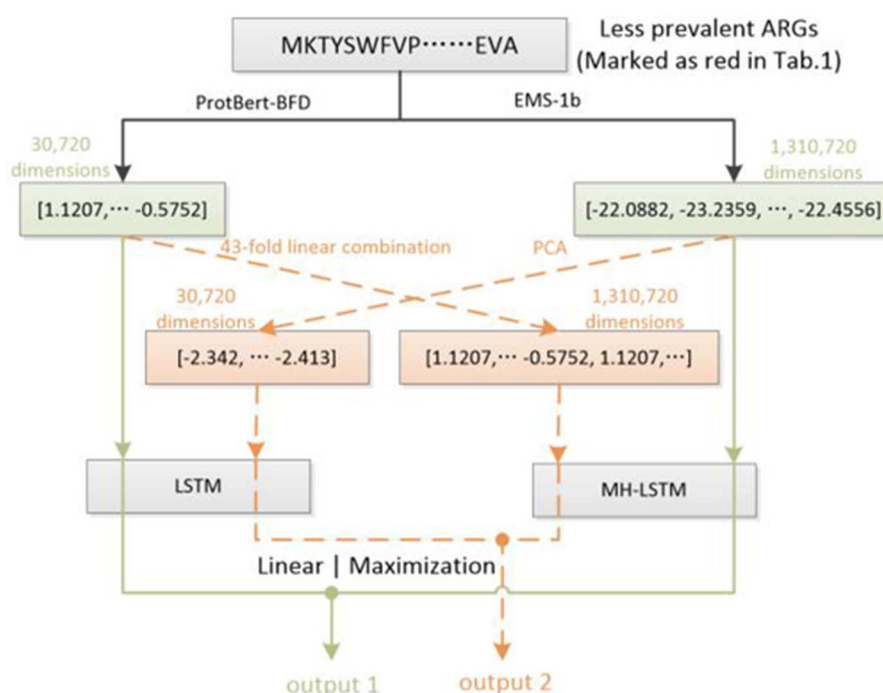 MKTYSWFVP……EVA
Less prevalent ARGs
(Marked as red in Tab.1)
ProtBert-BFD
EMS-1b
30,720
dimensions
1,310,720
dimensions
[1.1207,… -0.5752]
[-22.0882, -23.2359, …, -22.4556]
43-fold linear combination
PCA
30,720
dimensions
1,310,720
dimensions
[-2.342, … -2.413]
[1.1207,… -0.5752, 1.1207,…]
LSTM
MH-LSTM
Linear | Maximization
output 1
output 2